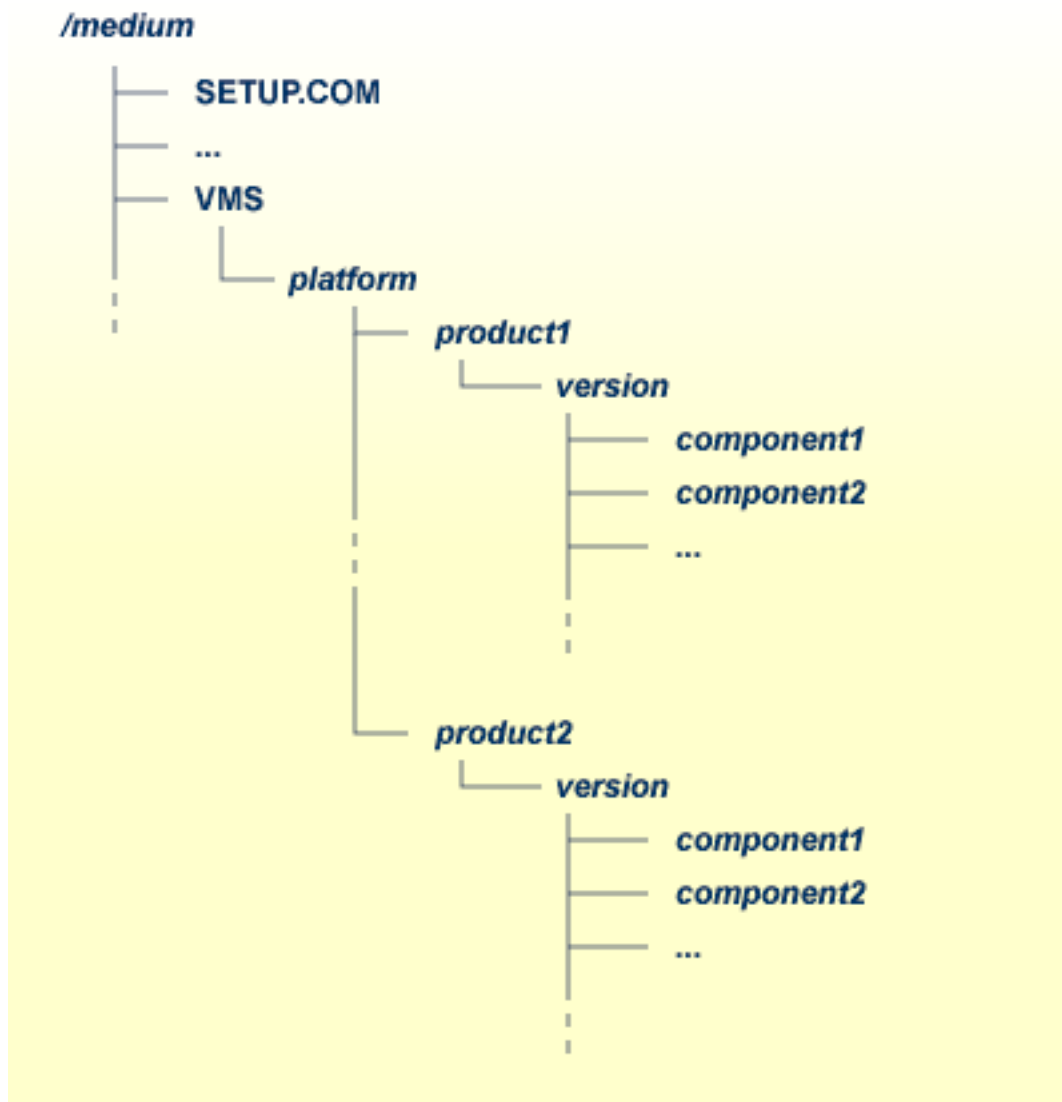 /medium
SETUP.COM
...
VMS
platform
product1
version
component1
component2
...
product2
version
component1
component2
...